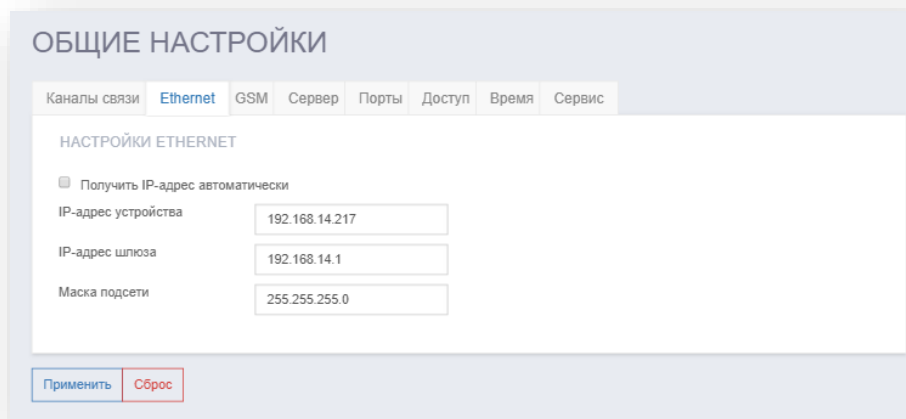 ОБЩИЕ НАСТРОЙКИ
Каналы связи Ethernet GSM Сервер Порты Доступ Время Сервис
НАСТРОЙКИ ETHERNET
Получить IP-адрес автоматически
IP-адрес устройства 192.168.14.217
IP-адрес шлюза 192.168.14.1
Маска подсети 255.255.255.0
Применить Сброс